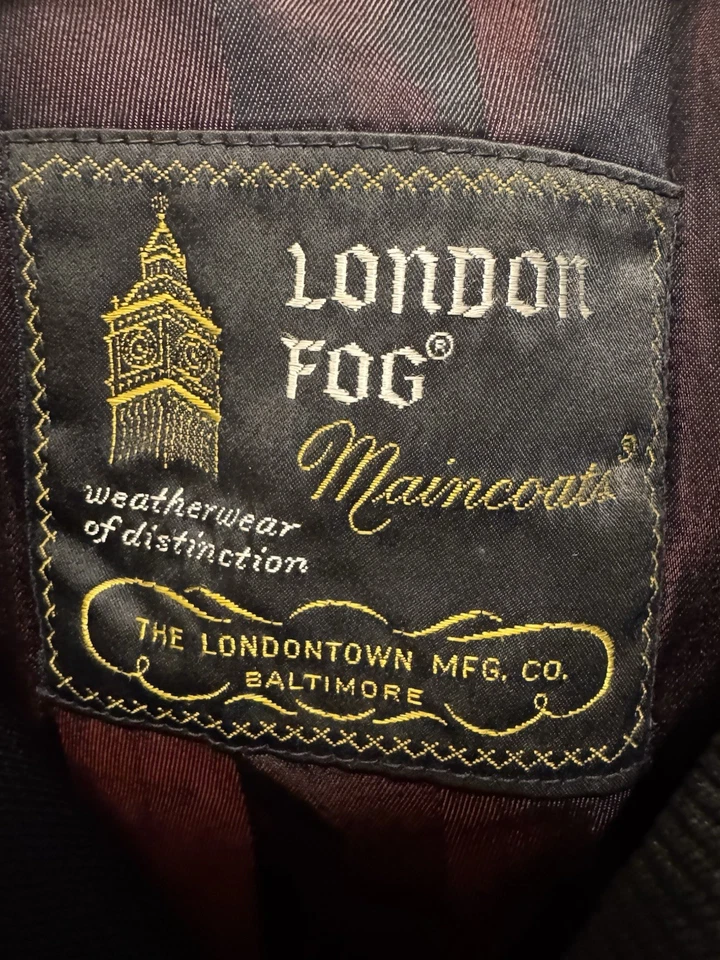 LONDON
FOG®
Maincoats®
weatherwear
of distinction
THE LONDONTOWN MFG. CO.
BALTIMORE